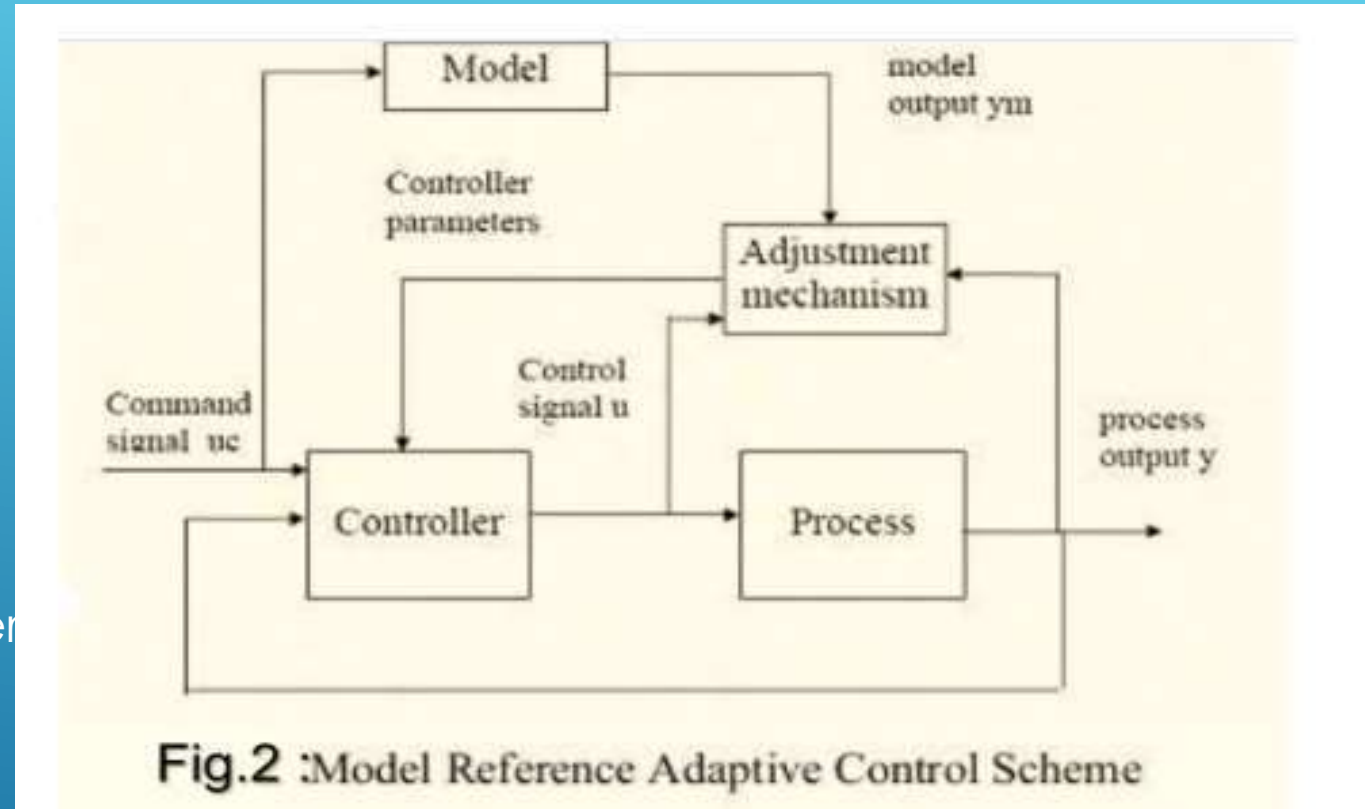 Model
model
output ym
Controller
parameters
Adjustment
mechanism
Control
signal u
Command
signal uc
process
output y
Controller
Process
er
Fig.2 :Model Reference Adaptive Control Scheme